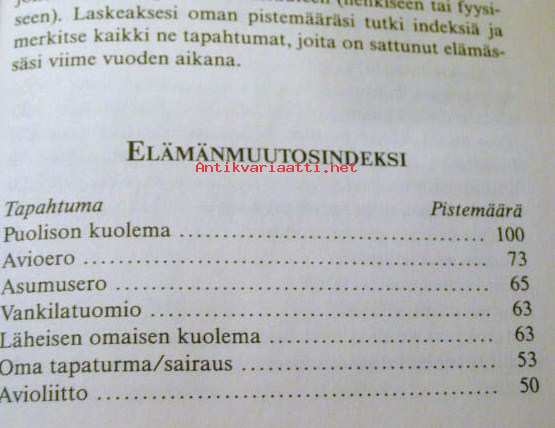 seen). Laskeaksesi oman pistemääräsi tutki indeksiä ja
merkitse kaikki ne tapahtumat, joita on sattunut elämäs-
säsi viime vuoden aikana.
ELÄMÄNMUUTOSINDEKSI
Antikvariaatti.net
Tapahtuma Pistemäärä
Puolison kuolema 100
Avioero 73
Asumusero 65
Vankilatuomio 63
Läheisen omaisen kuolema 63
Oma tapaturma/sairaus 53
Avioliitto 50